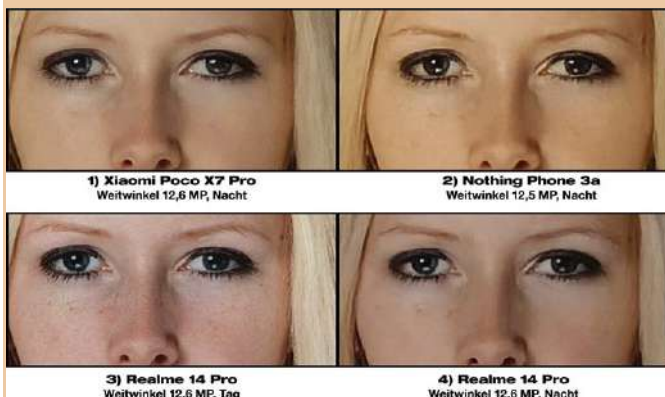 1) Xiaomi Poco X7 Pro
Weitwinkel 12,6 MP, Nacht
2) Nothing Phone 3a
Weitwinkel 12,5 MP, Nacht
3) Realme 14 Pro
Weitwinkel 12,6 MP, Tag
4) Realme 14 Pro
Weitwinkel 12,6 MP, Nacht